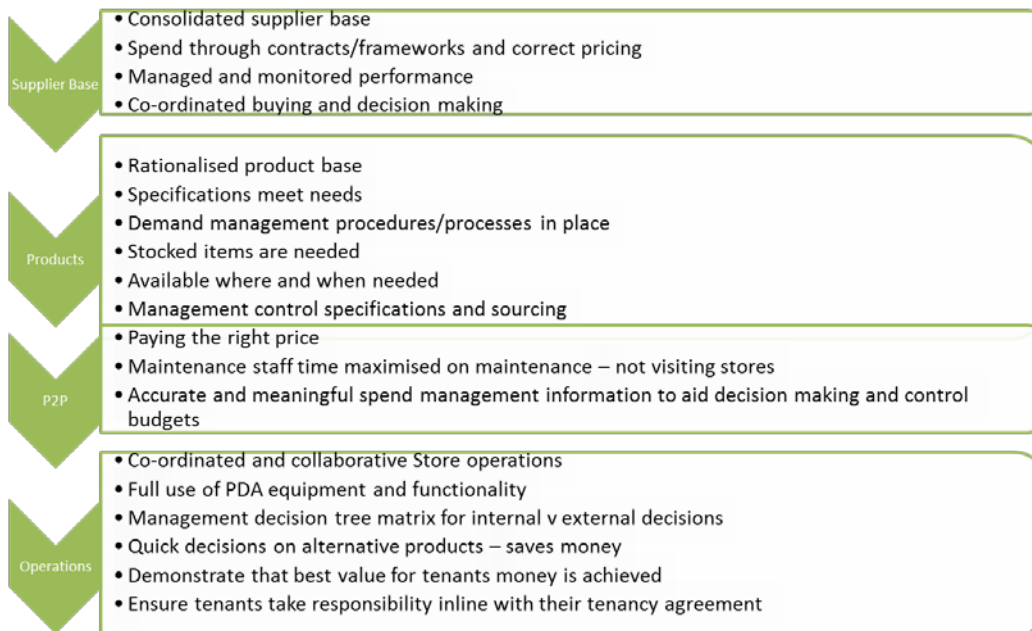 Supplier Base
• Consolidated supplier base
• Spend through contracts/frameworks and correct pricing
• Managed and monitored performance
• Co-ordinated buying and decision making
Products
• Rationalised product base
• Specifications meet needs
• Demand management procedures/processes in place
• Stocked items are needed
• Available where and when needed
• Management control specifications and sourcing
P2P
• Paying the right price
• Maintenance staff time maximised on maintenance – not visiting stores
• Accurate and meaningful spend management information to aid decision making and control
budgets
Operations
• Co-ordinated and collaborative Store operations
• Full use of PDA equipment and functionality
• Management decision tree matrix for internal v external decisions
• Quick decisions on alternative products – saves money
• Demonstrate that best value for tenants money is achieved
• Ensure tenants take responsibility inline with their tenancy agreement